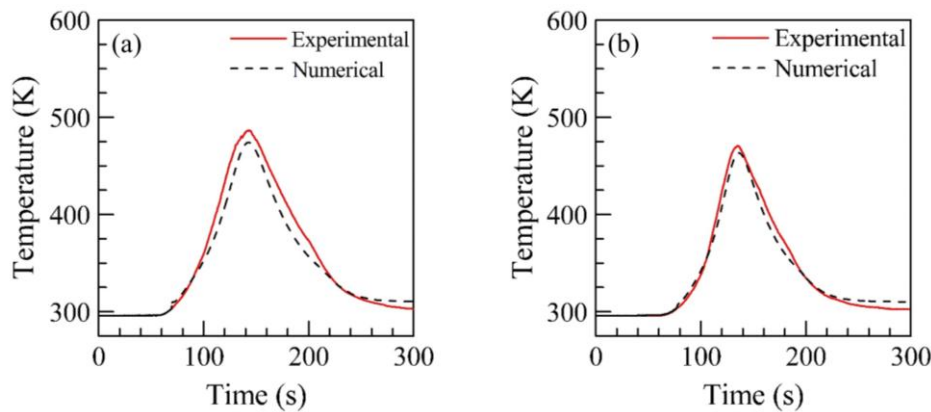 (a)
Experimental
Numerical
600
500
400
300
Temperature (K)
0
100
200
300
Time (s)
(b)
Experimental
Numerical
600
500
400
300
Temperature (K)
0
100
200
300
Time (s)